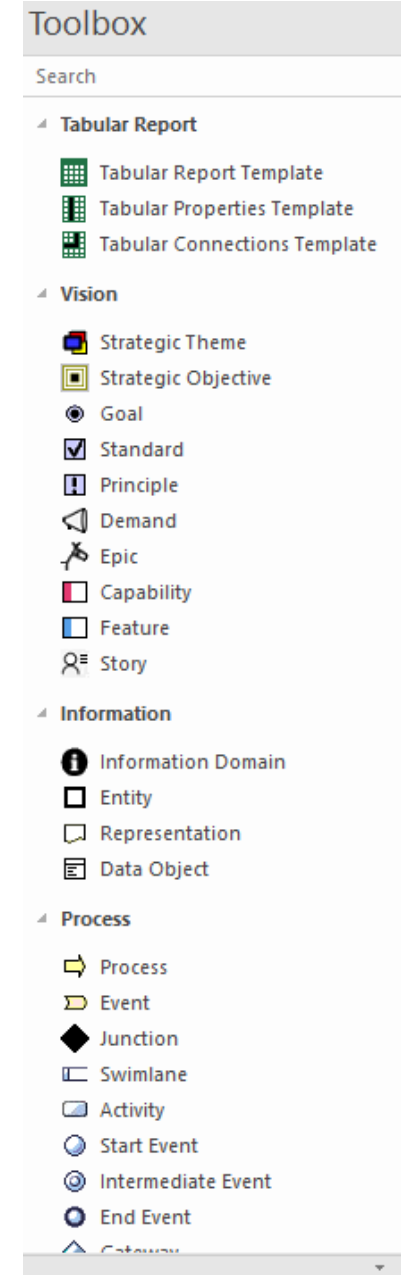 Toolbox
Search
Tabular Report
Tabular Report Template
Tabular Properties Template
Tabular Connections Template
Vision
Strategic Theme
Strategic Objective
Goal
Standard
Principle
Demand
Epic
Capability
Feature
Story
Information
Information Domain
Entity
Representation
Data Object
Process
Process
Event
Junction
Swimlane
Activity
Start Event
Intermediate Event
End Event
Gateway